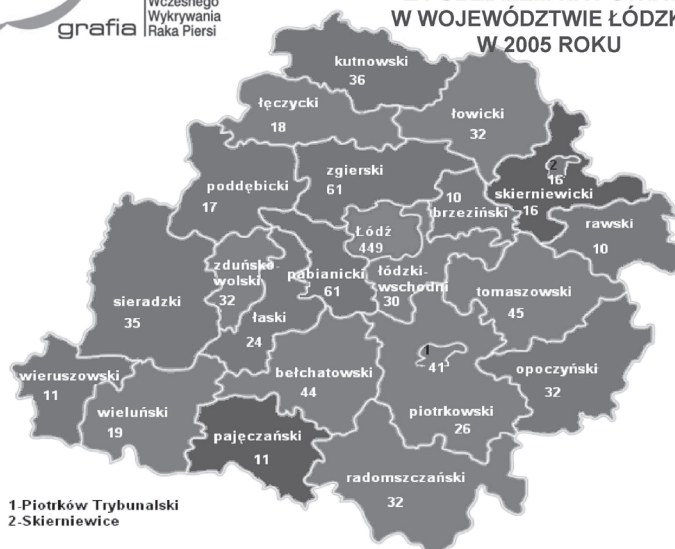 Wczesnego
Wykrywania
grafia Raka Piersi
W WOJEWÓDZTWIE
W 2005 ROKU
kutnowski
36
łęczycki
18
łowicki
32
zgierski
61
poddębicki
17
2
16
skierniewicki
16
10
brzeziński
rawski
10
Łódź
449
zduńsko-
wolski
32
pabianicki
61
łódzki-
wschodni
30
tomaszowski
45
sieradzki
35
łaski
24
1
41
opoczyński
32
bełchatowski
44
wieruszowski
11
wieluński
19
piotrkowski
26
pajęczański
11
radomszczański
32
1-Piotrków Trybunalski
2-Skierniewice